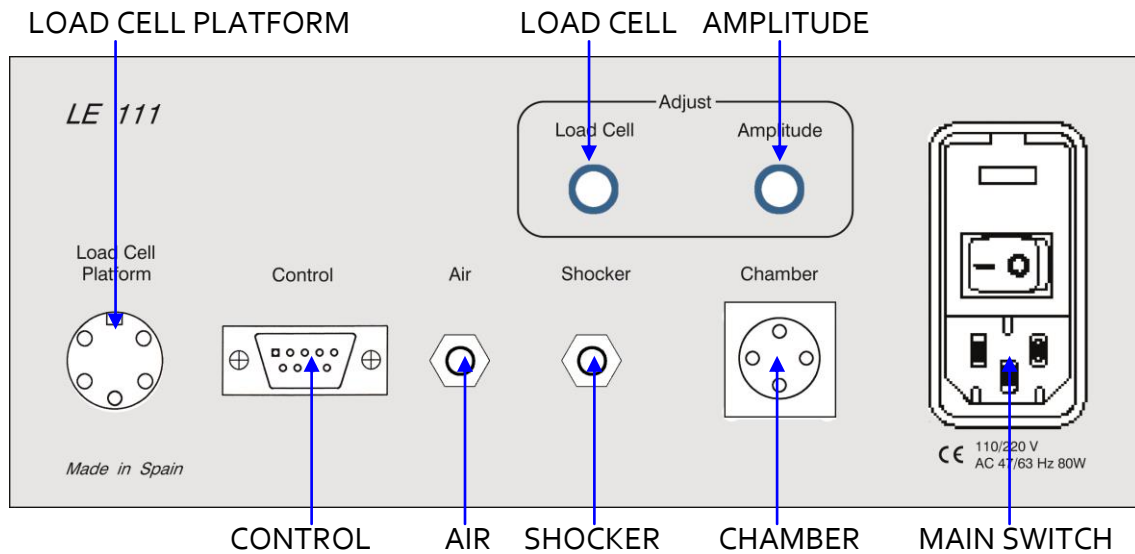 LOAD CELL PLATFORM LOAD CELL AMPLITUDE
LE 111
Adjust
Load Cell Amplitude
Load Cell
Platform
Control Air Shocker Chamber
Made in Spain
CE 110/220 V
AC 47/63 Hz 80W
CONTROL AIR SHOCKER CHAMBER MAIN SWITCH